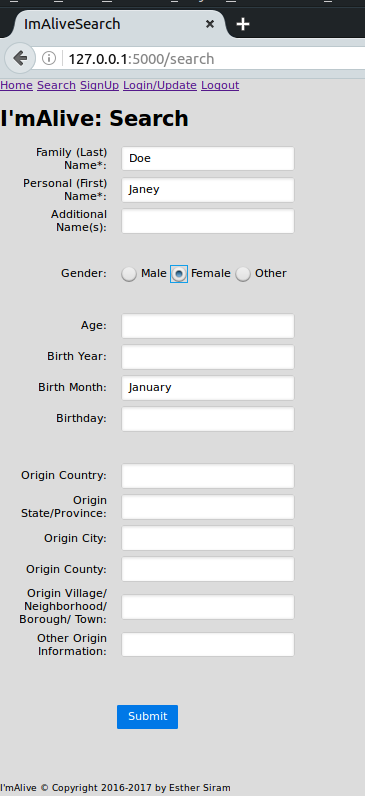 ImAliveSearch
127.0.0.1:5000/search
Home Search SignUp Login/Update Logout
I'mAlive: Search
Family (Last)
Name*:
Doe
Personal (First)
Name*:
Janey
Additional
Name(s):
Gender: Male Female Other
Age:
Birth Year:
Birth Month: January
Birthday:
Origin Country:
Origin
State/Province:
Origin City:
Origin County:
Origin Village/
Neighborhood/
Borough/ Town:
Other Origin
Information:
Submit
I'mAlive © Copyright 2016-2017 by Esther Siram